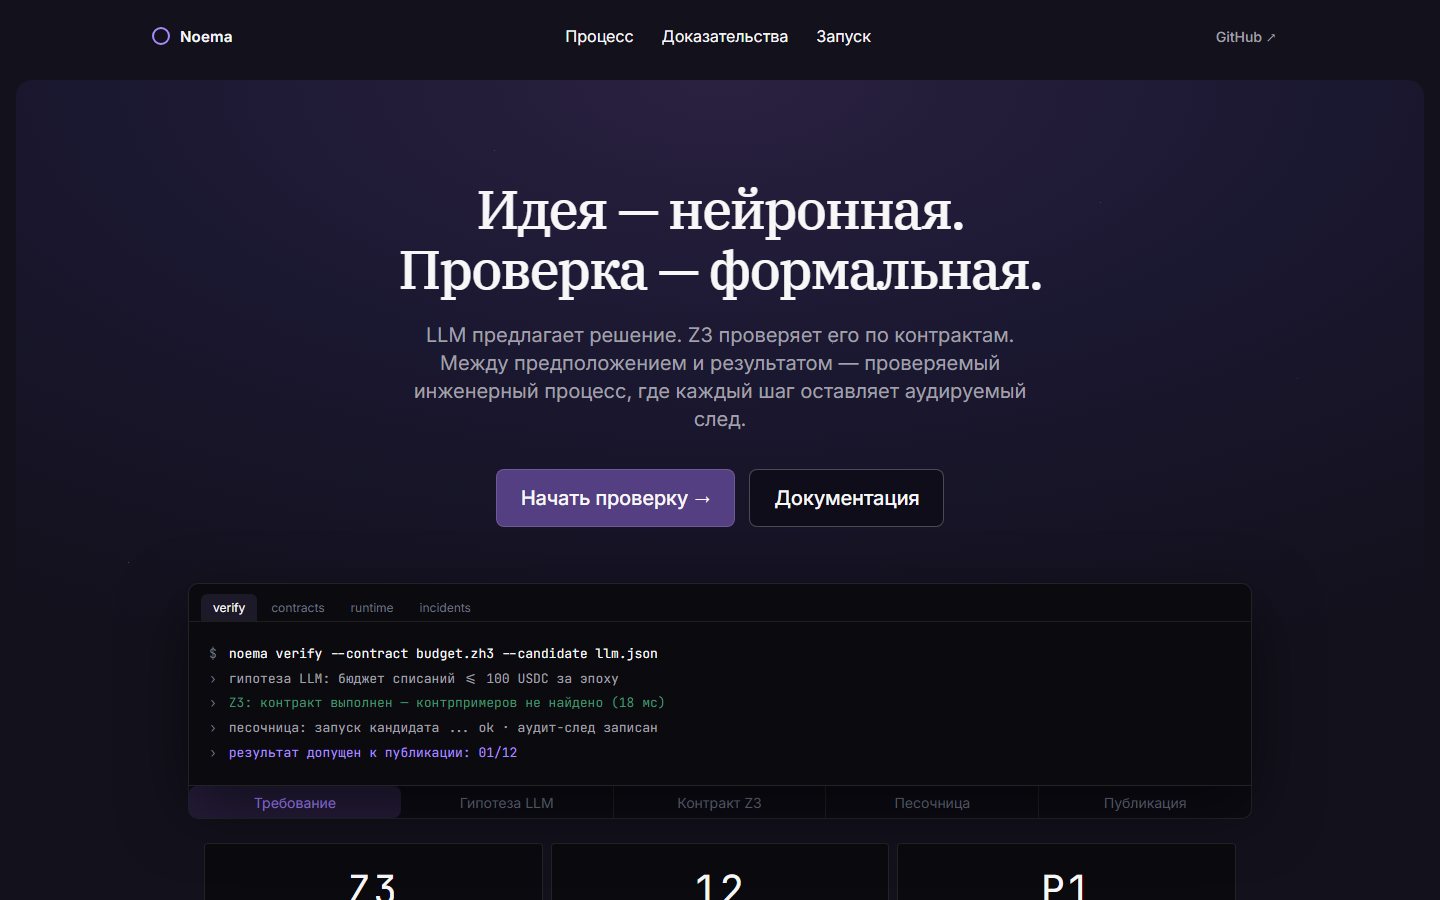 Noema
Процесс Доказательства Запуск
GitHub ↗
Идея — нейронная.
Проверка — формальная.
LLM предлагает решение. Z3 проверяет его по контрактам.
Между предположением и результатом — проверяемый
инженерный процесс, где каждый шаг оставляет аудируемый
след.
Начать проверку → Документация
verify contracts runtime incidents
$ noema verify --contract budget.zh3 --candidate llm.json
› гипотеза LLM: бюджет списаний ⩽ 100 USDC за эпоху
› Z3: контракт выполнен — контрпримеров не найдено (18 мс)
› песочница: запуск кандидата ... ok · аудит-след записан
› результат допущен к публикации: 01/12
Требование Гипотеза LLM Контракт Z3 Песочница Публикация
Z3 12 P1